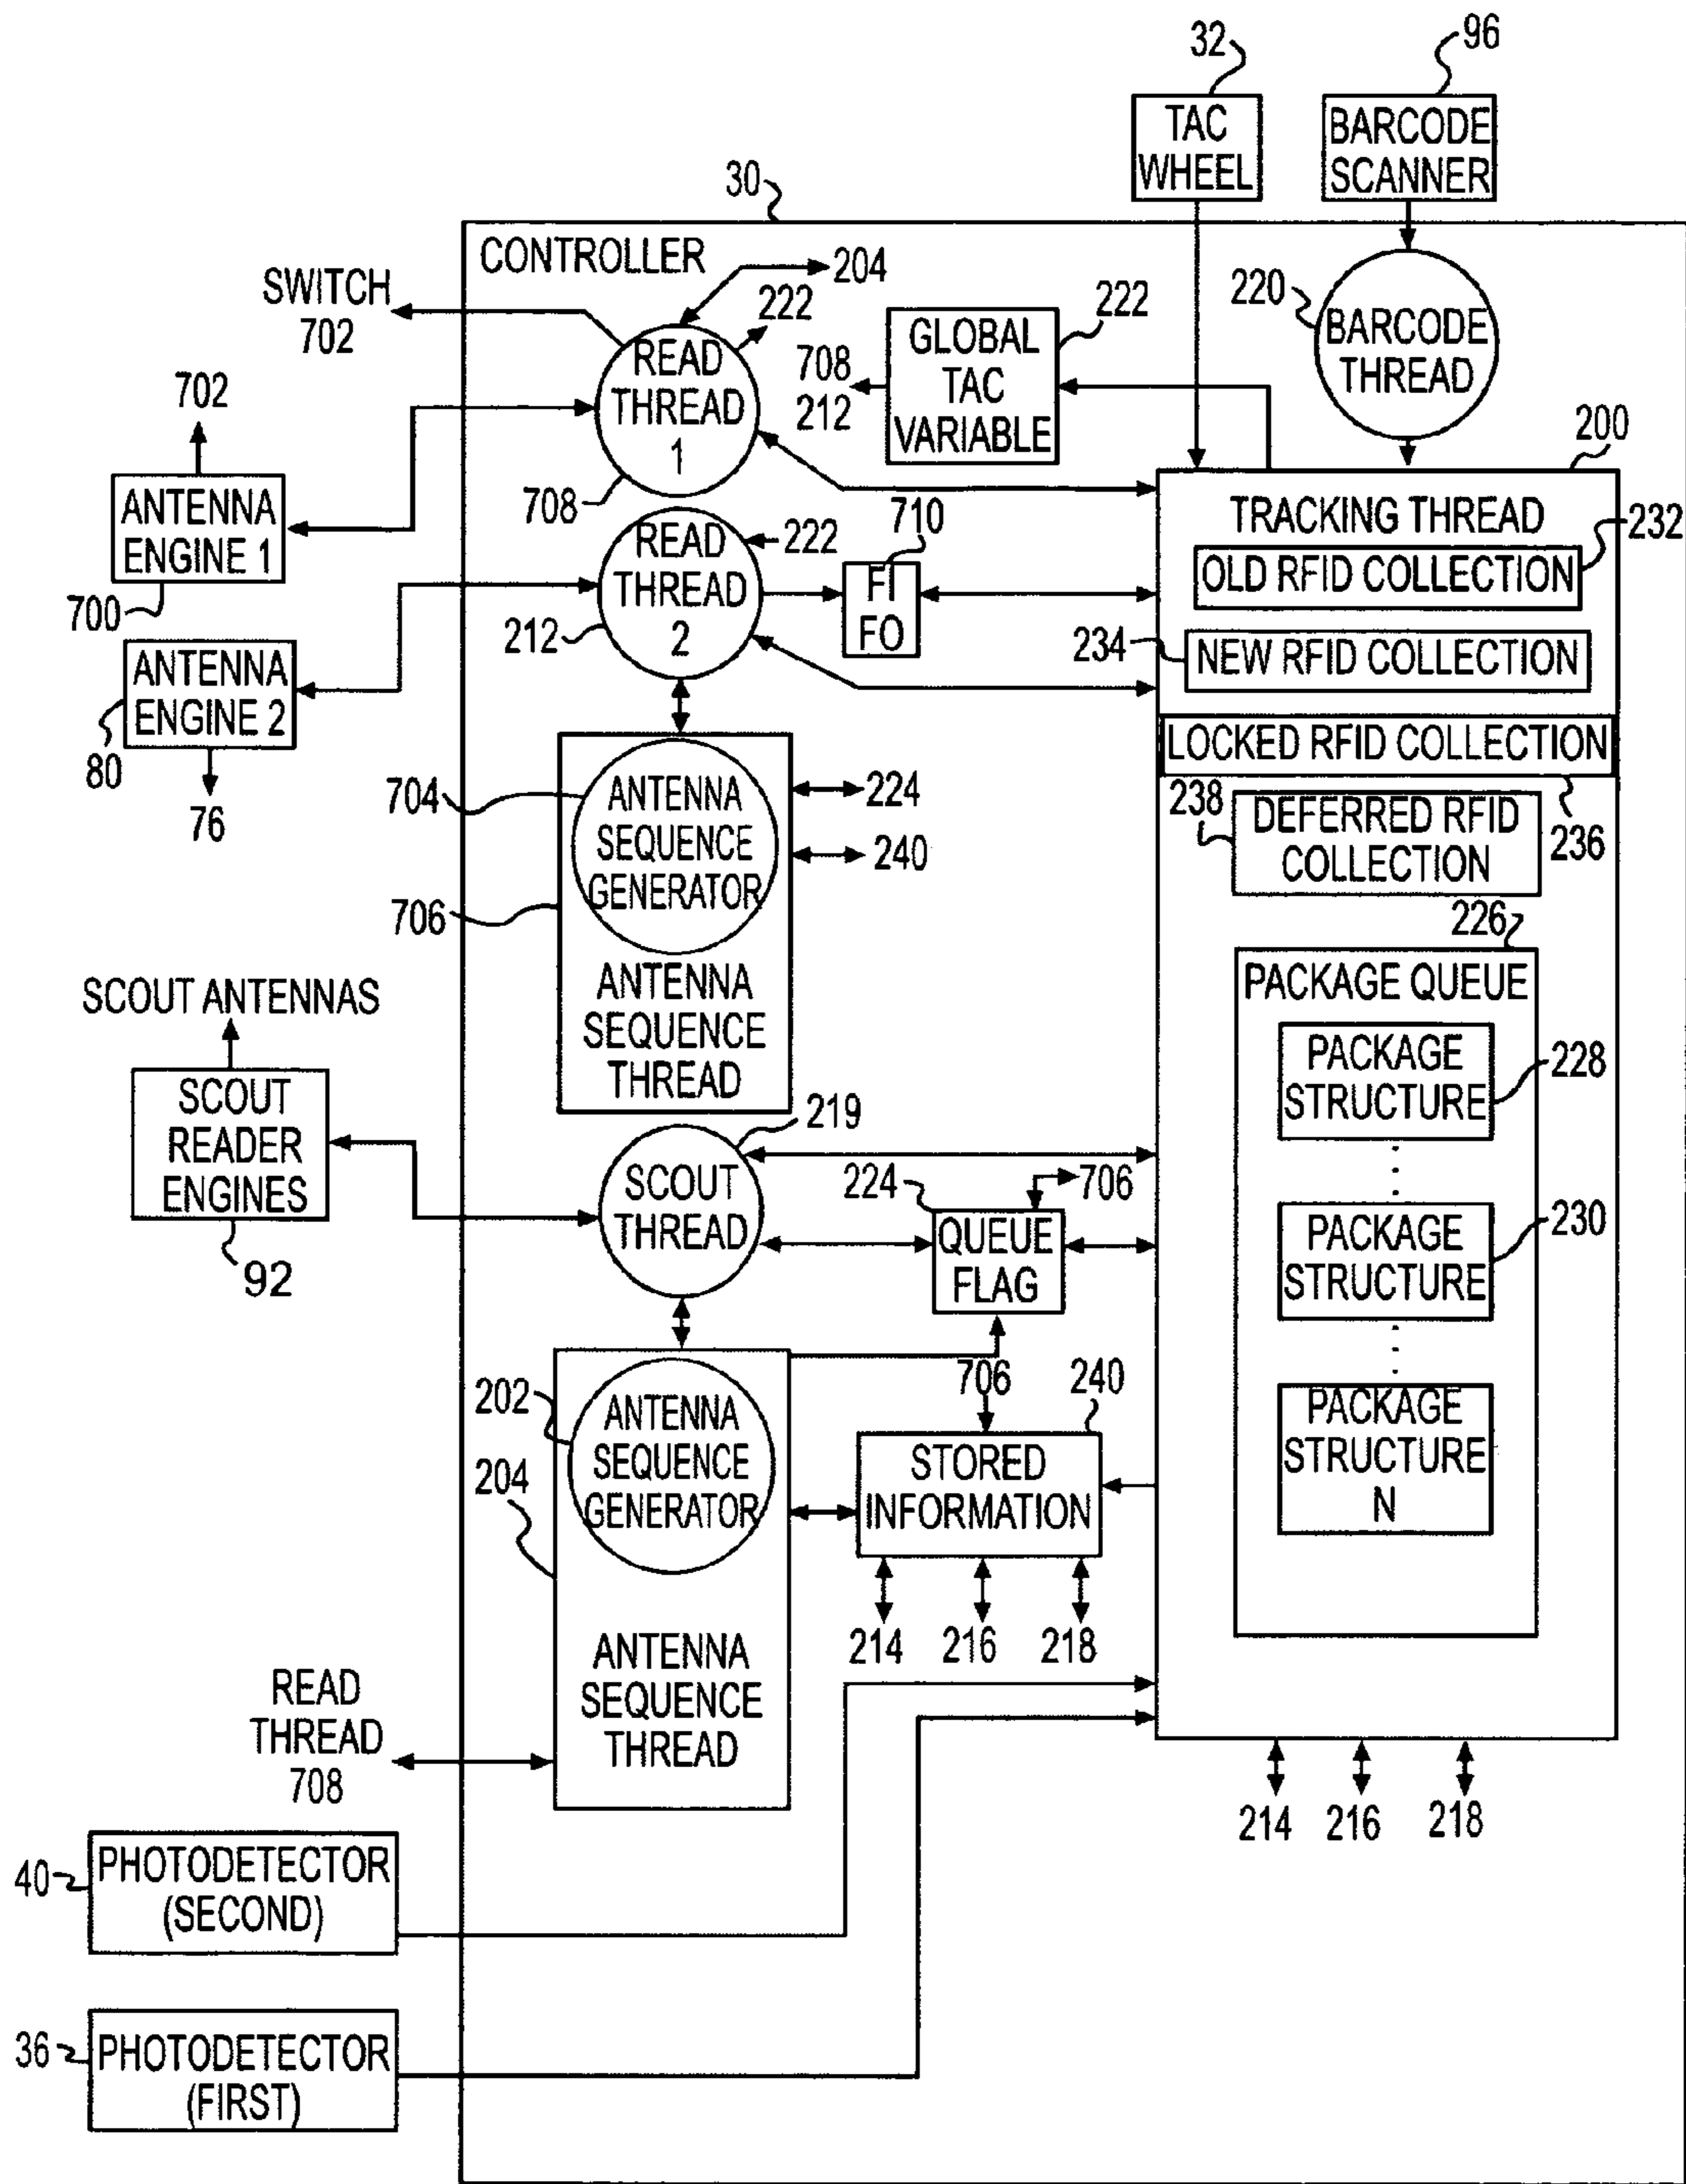 32
96
TAC
WHEEL
BARCODE
SCANNER
30
CONTROLLER
204
SWITCH
702
222
220
BARCODE
THREAD
GLOBAL
TAC
VARIABLE
222
708
212
READ
THREAD
1
708
702
ANTENNA
ENGINE 1
700
200
TRACKING THREAD
232
OLD RFID COLLECTION
710
FI
FO
READ
THREAD
2
222
212
234
NEW RFID COLLECTION
ANTENNA
ENGINE 2
80
76
LOCKED RFID COLLECTION
236
238
DEFERRED RFID
COLLECTION
704
ANTENNA
SEQUENCE
GENERATOR
224
240
706
ANTENNA
SEQUENCE
THREAD
226
PACKAGE QUEUE
PACKAGE
STRUCTURE
228
PACKAGE
STRUCTURE
230
PACKAGE
STRUCTURE
N
SCOUT ANTENNAS
SCOUT
READER
ENGINES
92
219
SCOUT
THREAD
224
706
QUEUE
FLAG
202
ANTENNA
SEQUENCE
GENERATOR
204
ANTENNA
SEQUENCE
THREAD
706
240
STORED
INFORMATION
214
216
218
READ
THREAD
708
214
216
218
40
PHOTODETECTOR
(SECOND)
36
PHOTODETECTOR
(FIRST)